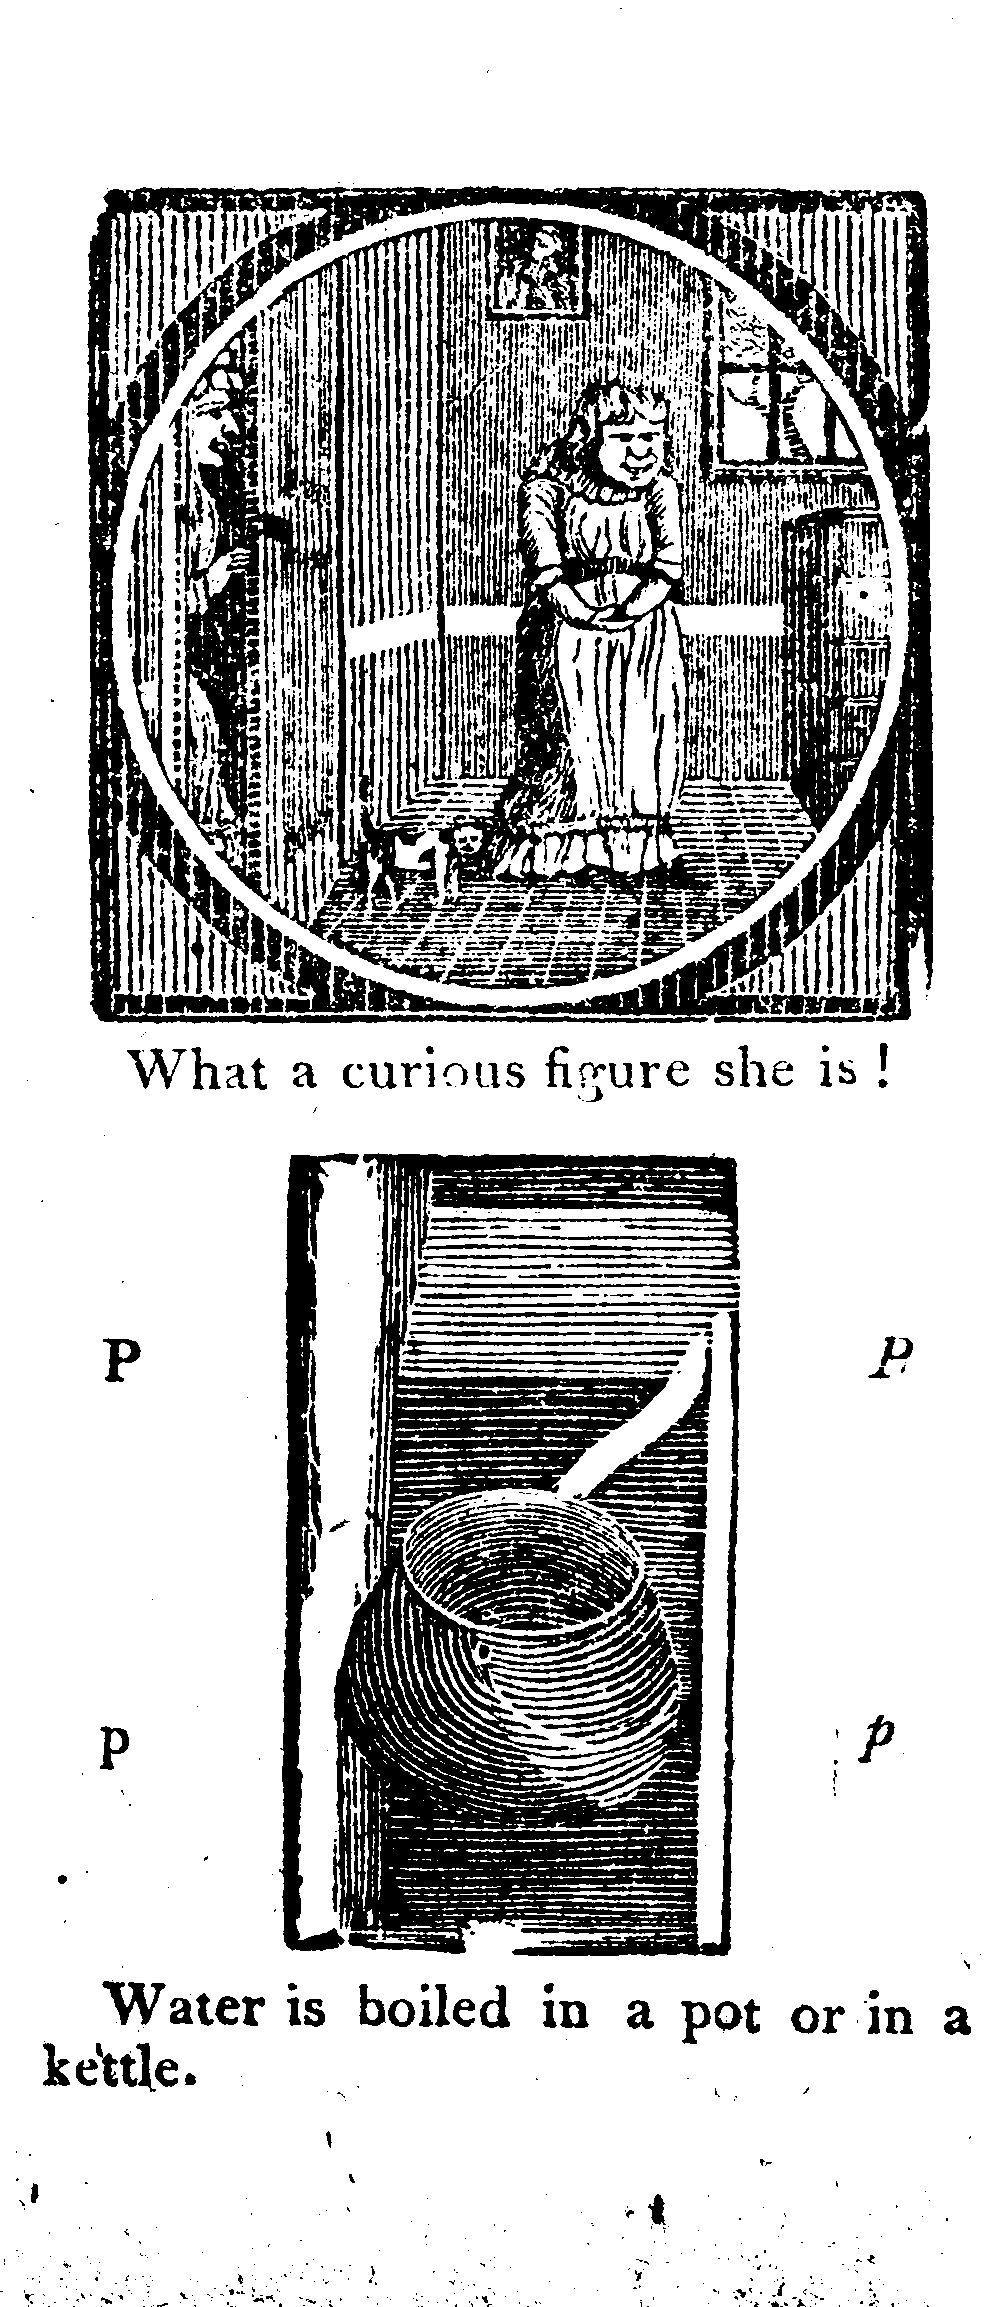 What a curious figure she is!
P P
p p
Water is boiled in a pot or in a
kettle.